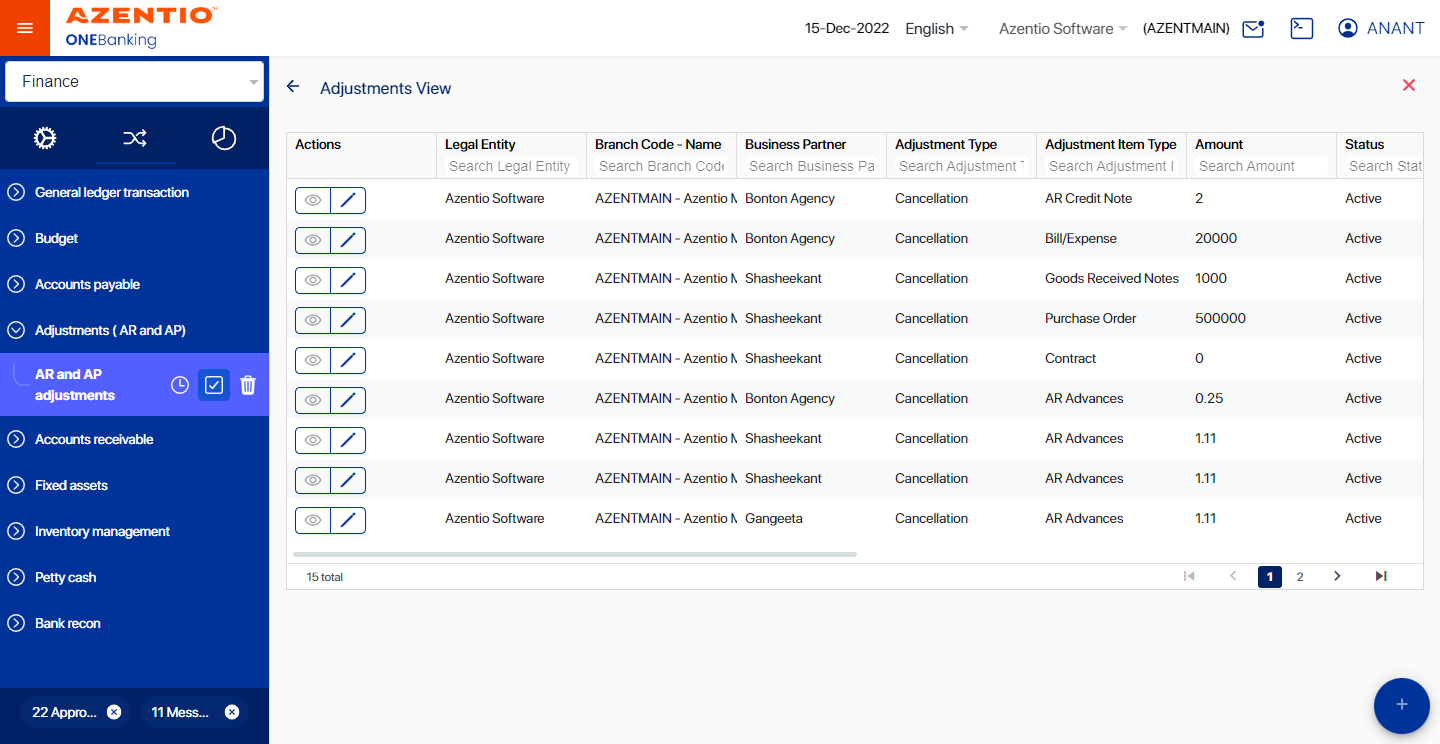 AZENTIO™
ONEBanking
15-Dec-2022 English Azentio Software (AZENTMAIN) ANANT
Finance
General ledger transaction
Budget
Accounts payable
Adjustments ( AR and AP)
AR and AP
adjustments
Accounts receivable
Fixed assets
Inventory management
Petty cash
Bank recon
22 Appro...
11 Mess...
Adjustments View
Actions Legal Entity Branch Code - Name Business Partner Adjustment Type Adjustment Item Type Amount Status
Search Legal Entity Search Branch Code Search Business Pa Search Adjustment Search Adjustment Search Amount Search Stat
Azentio Software AZENTMAIN - Azentio Bonton Agency Cancellation AR Credit Note 2 Active
Azentio Software AZENTMAIN - Azentio Bonton Agency Cancellation Bill/Expense 20000 Active
Azentio Software AZENTMAIN - Azentio Shasheekant Cancellation Goods Received Notes 1000 Active
Azentio Software AZENTMAIN - Azentio Shasheekant Cancellation Purchase Order 500000 Active
Azentio Software AZENTMAIN - Azentio Shasheekant Cancellation Contract 0 Active
Azentio Software AZENTMAIN - Azentio Bonton Agency Cancellation AR Advances 0.25 Active
Azentio Software AZENTMAIN - Azentio Shasheekant Cancellation AR Advances 1.11 Active
Azentio Software AZENTMAIN - Azentio Shasheekant Cancellation AR Advances 1.11 Active
Azentio Software AZENTMAIN - Azentio Gangeeta Cancellation AR Advances 1.11 Active
15 total 1 2